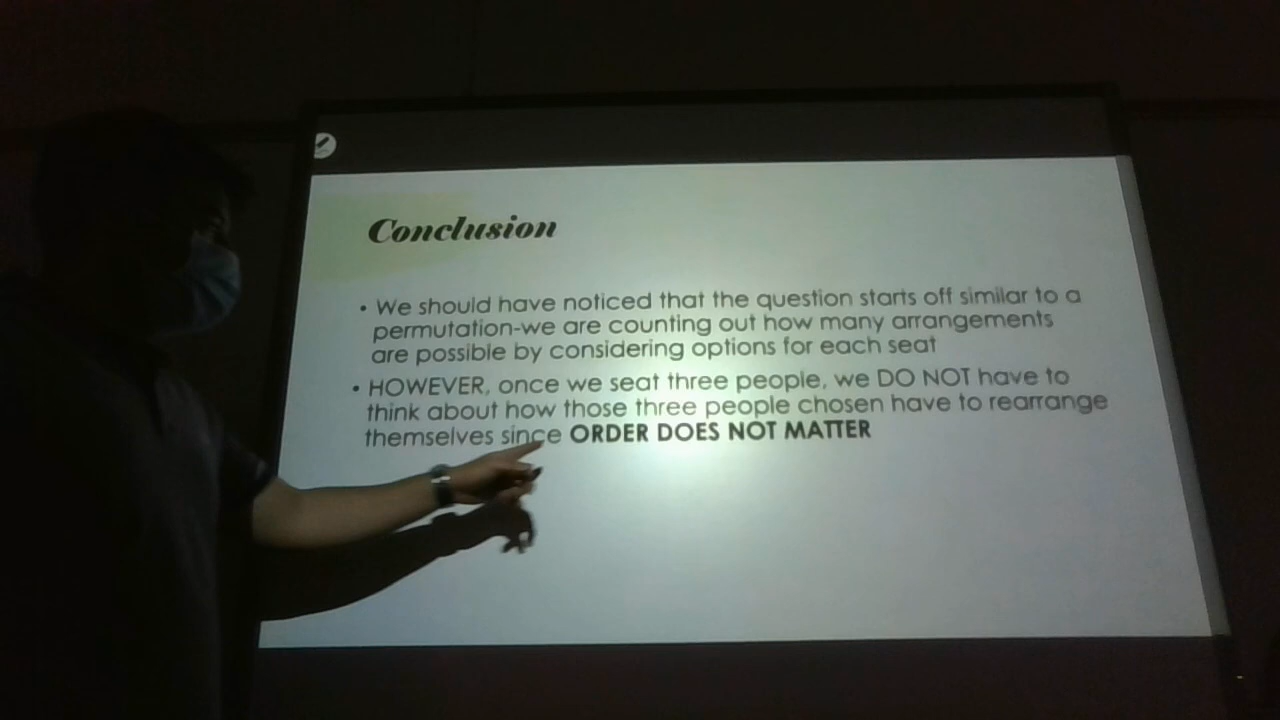 Conclusion
• We should have noticed that the question starts off similar to a
permutation-we are counting out how many arrangements
are possible by considering options for each seat
• HOWEVER, once we seat three people, we DO NOT have to
think about how those three people chosen have to rearrange
themselves since ORDER DOES NOT MATTER